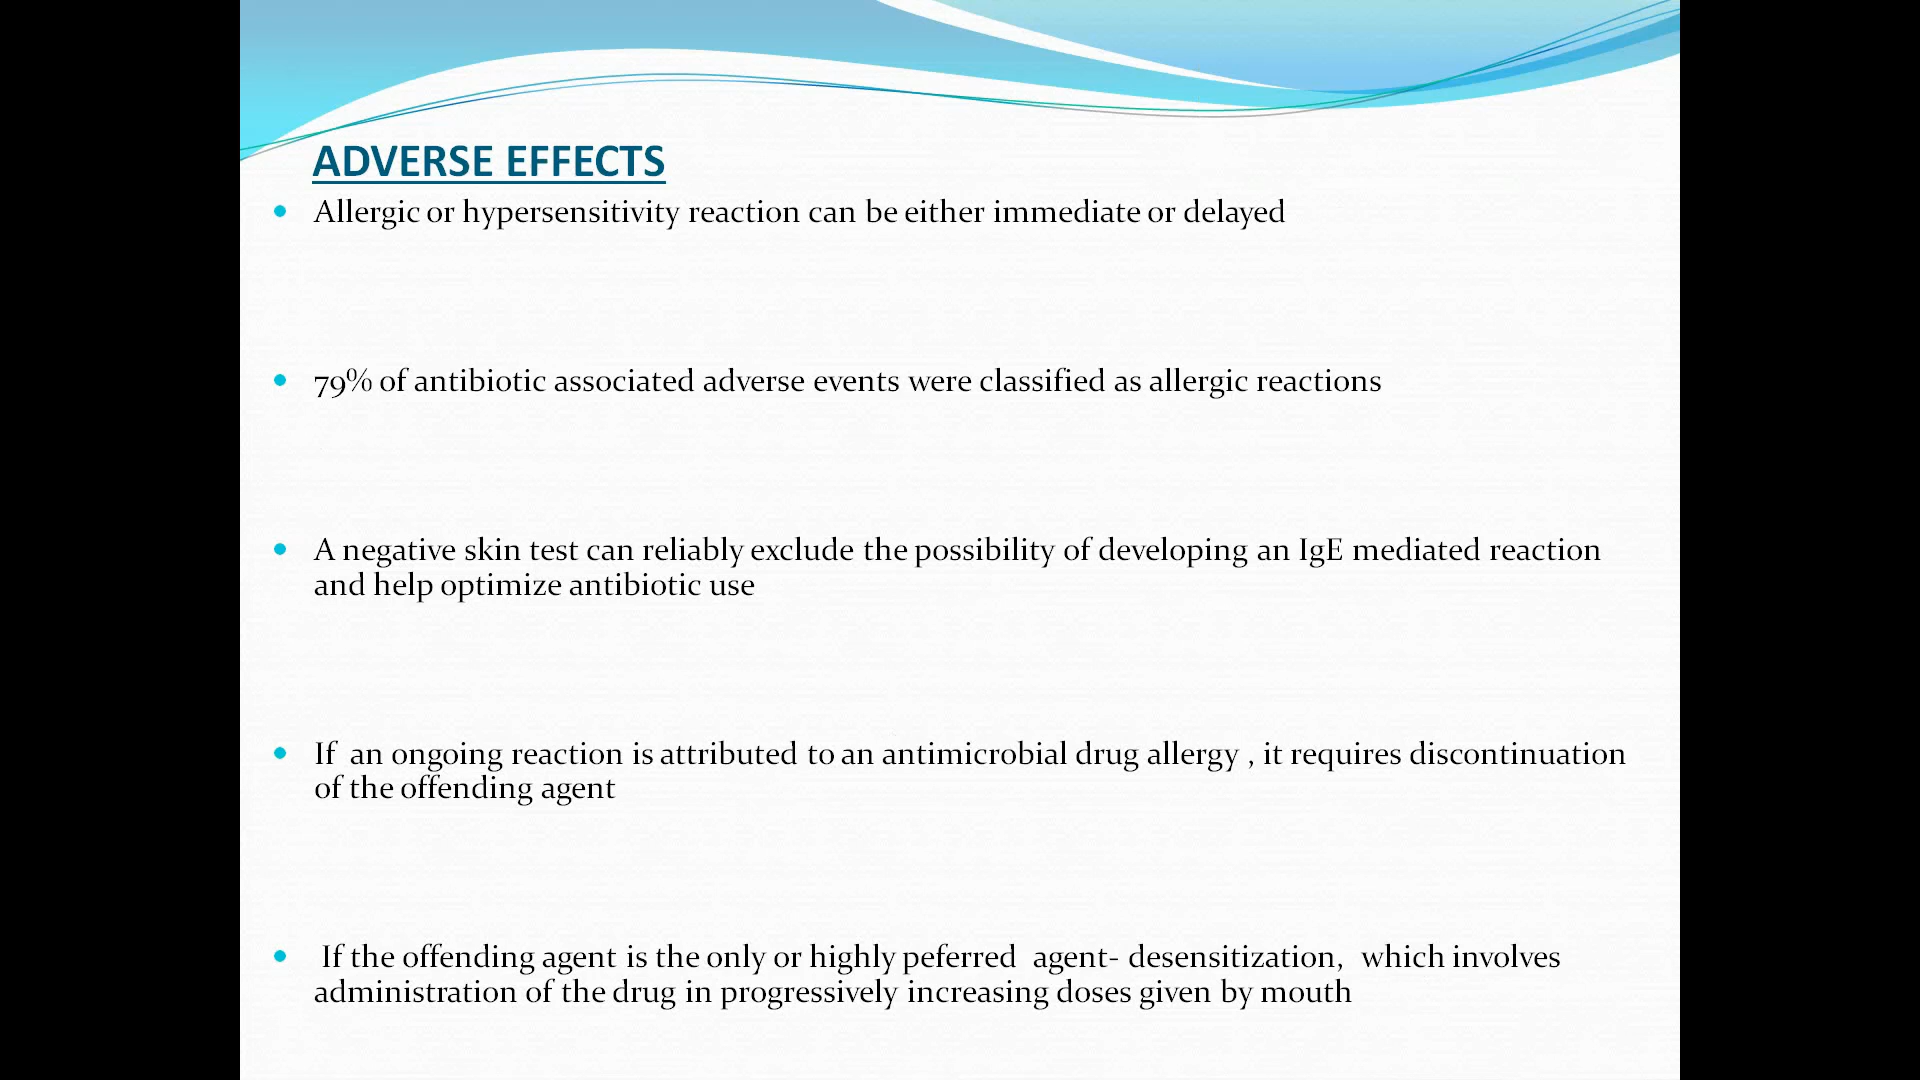 ADVERSE EFFECTS
• Allergic or hypersensitivity reaction can be either immediate or delayed
• 79% of antibiotic associated adverse events were classified as allergic reactions
• A negative skin test can reliably exclude the possibility of developing an IgE mediated reaction
and help optimize antibiotic use
• If an ongoing reaction is attributed to an antimicrobial drug allergy , it requires discontinuation
of the offending agent
• If the offending agent is the only or highly peferred agent- desensitization, which involves
administration of the drug in progressively increasing doses given by mouth